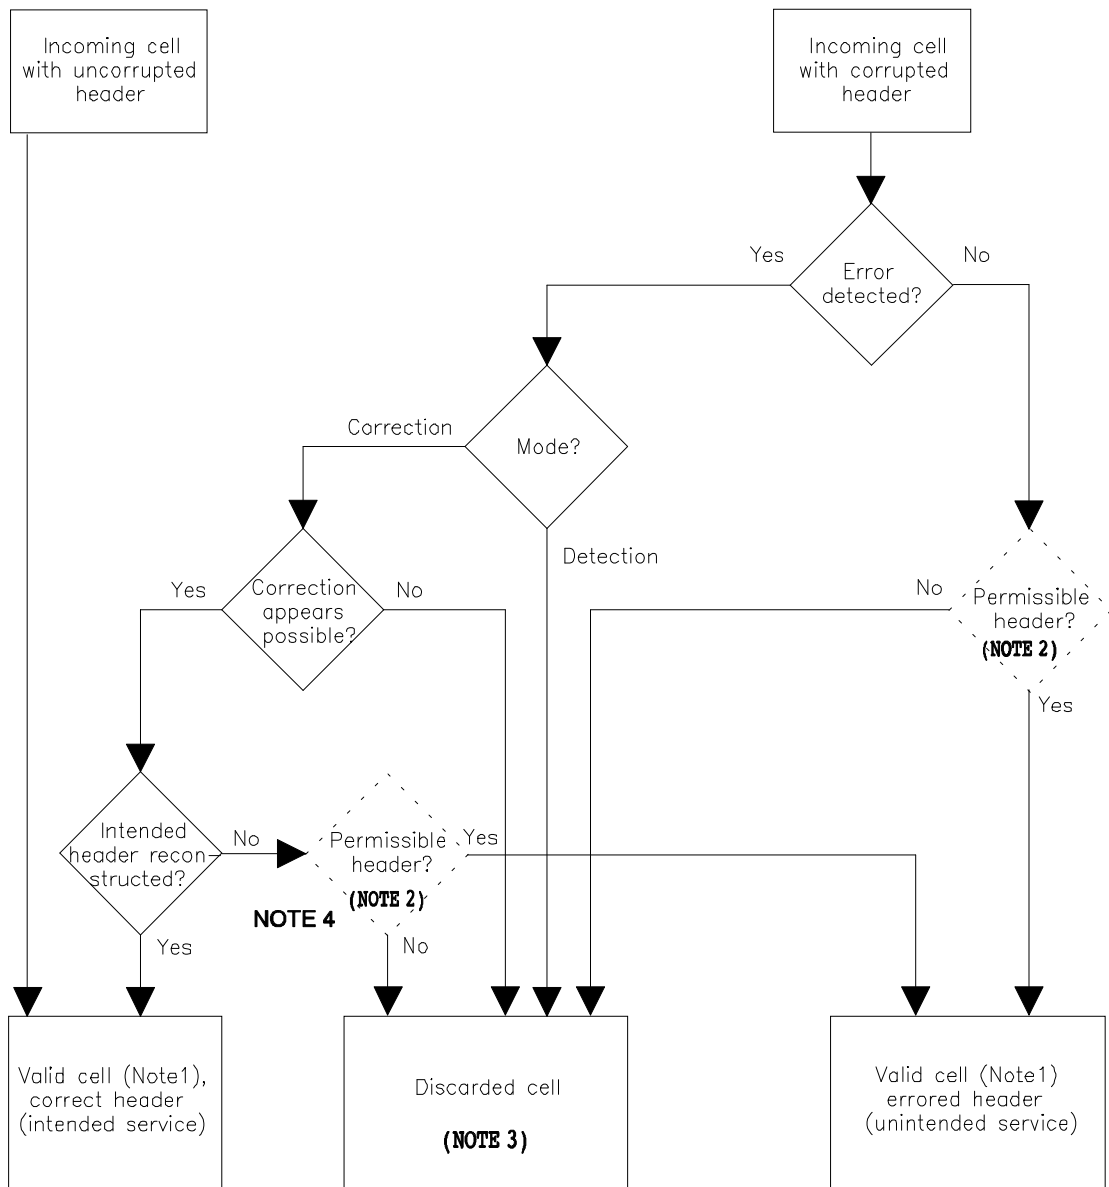 Incoming cell
with uncorrupted
header
Incoming cell
with corrupted
header
Yes
No
Error
detected?
Correction
Mode?
Detection
Yes
Correction
appears
possible?
No
No
Permissible
header?
(NOTE 2)
Yes
Intended
header recon-
structed?
No
Permissible
header?
(NOTE 2)
Yes
NOTE 4
Yes
No
Valid cell (Note1),
correct header
(intended service)
Discarded cell
(NOTE 3)
Valid cell (Note1)
errored header
(unintended service)